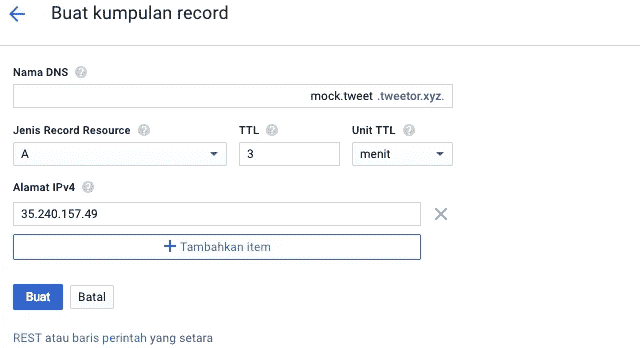 Buat kumpulan record
Nama DNS
mock.tweet .tweetor.xyz.
Jenis Record Resource TTL Unit TTL
A 3 menit
Alamat IPv4
35.240.157.49
Tambahkan item
Buat Batal
REST atau baris perintah yang setara